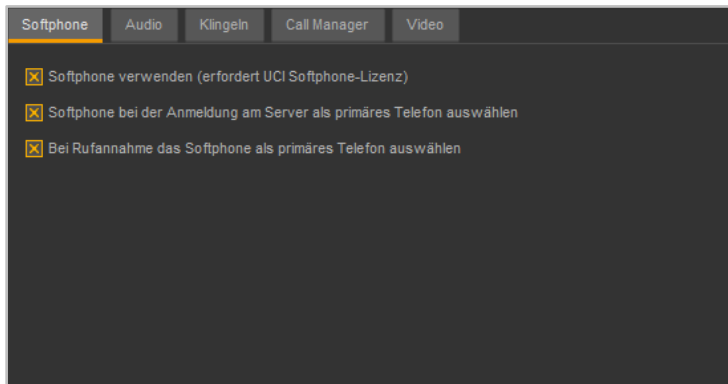 Softphone Audio Klingeln Call Manager Video
Softphone verwenden (erfordert UCI Softphone-Lizenz)
Softphone bei der Anmeldung am Server als primäres Telefon auswählen
Bei Rufannahme das Softphone als primäres Telefon auswählen